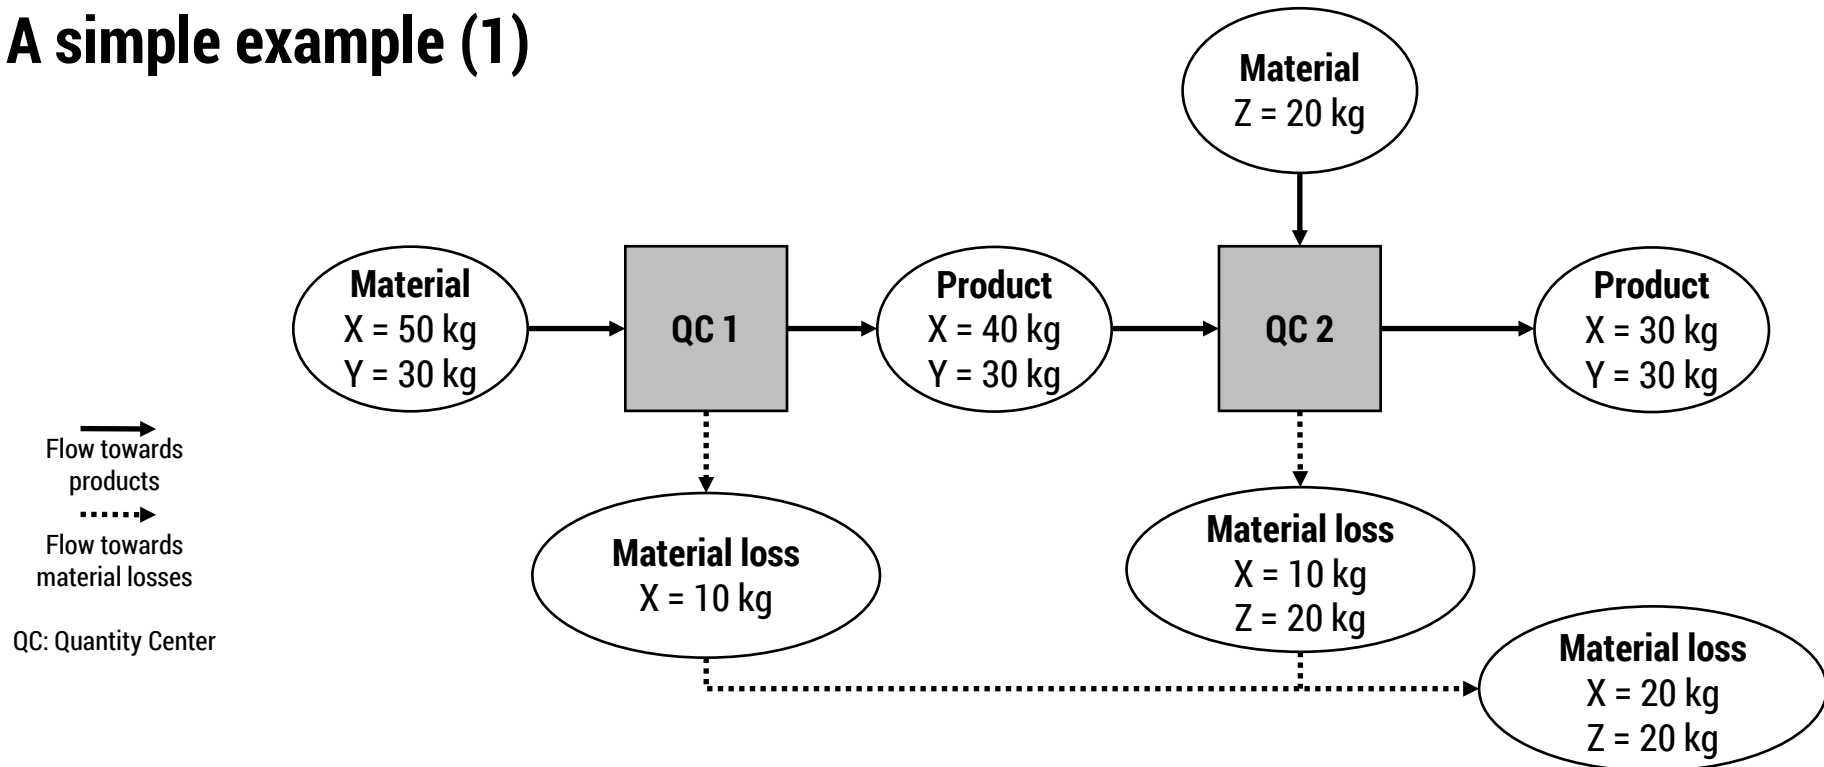 A simple example (1)
Material
Z = 20 kg
Material
X = 50 kg
Y = 30 kg
QC 1
Product
X = 40 kg
Y = 30 kg
QC 2
Product
X = 30 kg
Y = 30 kg
Flow towards
products
Flow towards
material losses
QC: Quantity Center
Material loss
X = 10 kg
Material loss
X = 10 kg
Z = 20 kg
Material loss
X = 20 kg
Z = 20 kg